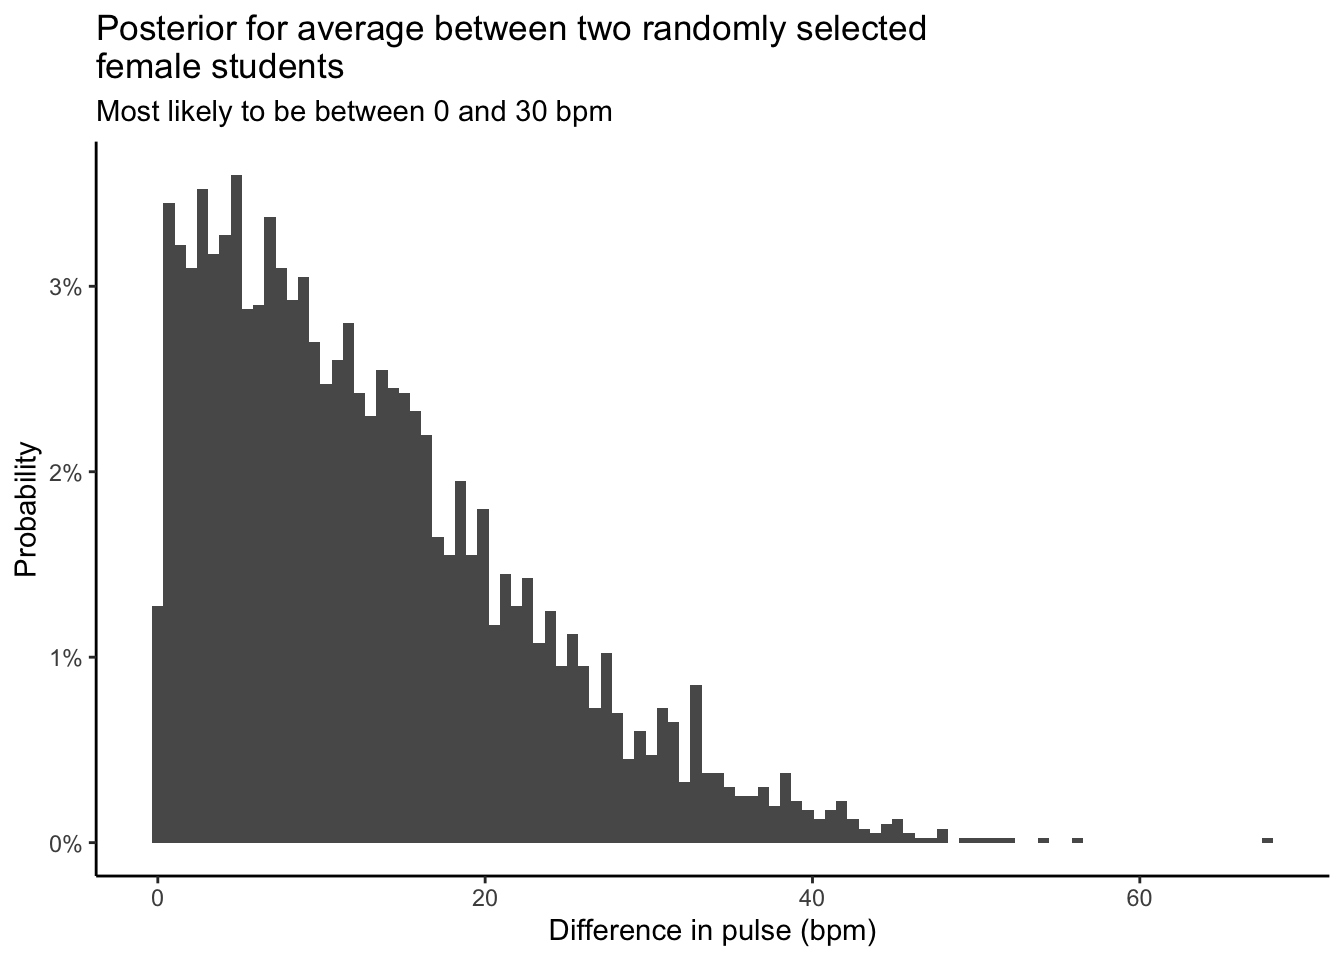 Posterior for average between two randomly selected
female students
Most likely to be between 0 and 30 bpm
Probability
3%
2%
1%
0%
0
20
40
60
Difference in pulse (bpm)